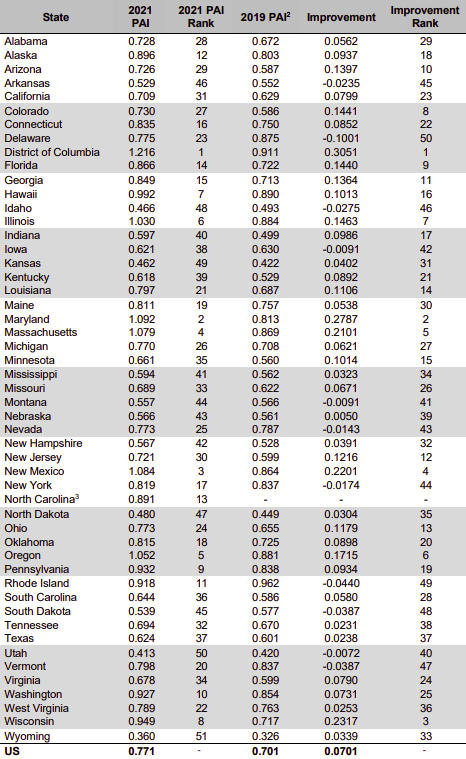 State 2021 PAI 2021 PAI Rank 2019 PAI² Improvement Improvement Rank
Alabama 0.728 28 0.672 0.0562 29
Alaska 0.896 12 0.803 0.0937 18
Arizona 0.726 29 0.587 0.1397 10
Arkansas 0.529 46 0.552 -0.0235 45
California 0.709 31 0.629 0.0799 23
Colorado 0.730 27 0.586 0.1441 8
Connecticut 0.835 16 0.750 0.0852 22
Delaware 0.775 23 0.875 -0.1001 50
District of Columbia 1.216 1 0.911 0.3051 1
Florida 0.866 14 0.722 0.1440 9
Georgia 0.849 15 0.713 0.1364 11
Hawaii 0.992 7 0.890 0.1013 16
Idaho 0.466 48 0.493 -0.0275 46
Illinois 1.030 6 0.884 0.1463 7
Indiana 0.597 40 0.499 0.0986 17
Iowa 0.621 38 0.630 -0.0091 42
Kansas 0.462 49 0.422 0.0402 31
Kentucky 0.618 39 0.529 0.0892 21
Louisiana 0.797 21 0.687 0.1106 14
Maine 0.811 19 0.757 0.0538 30
Maryland 1.092 2 0.813 0.2787 2
Massachusetts 1.079 4 0.869 0.2101 5
Michigan 0.770 26 0.708 0.0621 27
Minnesota 0.661 35 0.560 0.1014 15
Mississippi 0.594 41 0.562 0.0323 34
Missouri 0.689 33 0.622 0.0671 26
Montana 0.557 44 0.566 -0.0091 41
Nebraska 0.566 43 0.561 0.0050 39
Nevada 0.773 25 0.787 -0.0143 43
New Hampshire 0.567 42 0.528 0.0391 32
New Jersey 0.721 30 0.599 0.1216 12
New Mexico 1.084 3 0.864 0.2201 4
New York 0.819 17 0.837 -0.0174 44
North Carolina³ 0.891 13 - - -
North Dakota 0.480 47 0.449 0.0304 35
Ohio 0.773 24 0.655 0.1179 13
Oklahoma 0.815 18 0.725 0.0898 20
Oregon 1.052 5 0.881 0.1715 6
Pennsylvania 0.932 9 0.838 0.0934 19
Rhode Island 0.918 11 0.962 -0.0440 49
South Carolina 0.644 36 0.586 0.0580 28
South Dakota 0.539 45 0.577 -0.0387 48
Tennessee 0.694 32 0.670 0.0231 38
Texas 0.624 37 0.601 0.0238 37
Utah 0.413 50 0.420 -0.0072 40
Vermont 0.798 20 0.837 -0.0387 47
Virginia 0.678 34 0.599 0.0790 24
Washington 0.927 10 0.854 0.0731 25
West Virginia 0.789 22 0.763 0.0253 36
Wisconsin 0.949 8 0.717 0.2317 3
Wyoming 0.360 51 0.326 0.0339 33
US 0.771 - 0.701 0.0701 -